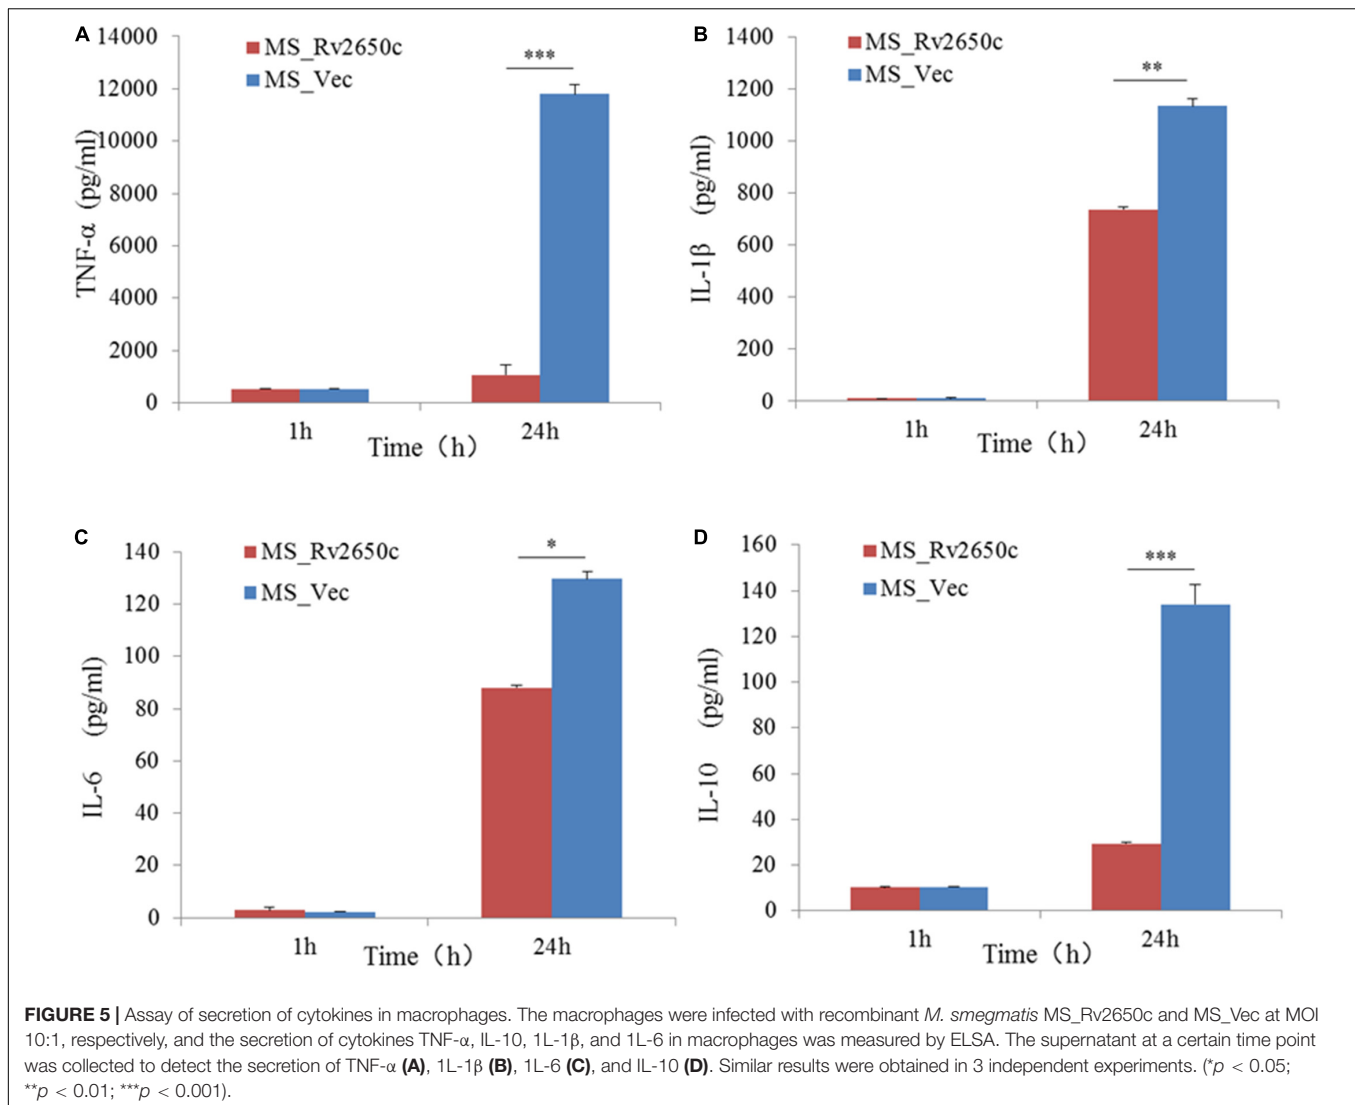 A
14000
12000
10000
8000
6000
4000
2000
0
TNF-α (pg/ml)
MS_Rv2650c
MS_Vec
***
1h
24h
Time（h）
B
1400
1200
1000
800
600
400
200
0
IL-1β (pg/ml)
MS_Rv2650c
MS_Vec
**
1h
24h
Time（h）
C
140
120
100
80
60
40
20
0
IL-6 (pg/ml)
MS_Rv2650c
MS_Vec
*
1h
24h
Time（h）
D
160
140
120
100
80
60
40
20
0
IL-10 (pg/ml)
MS_Rv2650c
MS_Vec
***
1h
24h
Time（h）
FIGURE 5 | Assay of secretion of cytokines in macrophages. The macrophages were infected with recombinant M. smegmatis MS_Rv2650c and MS_Vec at MOI
10:1, respectively, and the secretion of cytokines TNF-α, IL-10, 1L-1β, and 1L-6 in macrophages was measured by ELSA. The supernatant at a certain time point
was collected to detect the secretion of TNF-α (A), 1L-1β (B), 1L-6 (C), and IL-10 (D). Similar results were obtained in 3 independent experiments. (*p < 0.05;
**p < 0.01; ***p < 0.001).